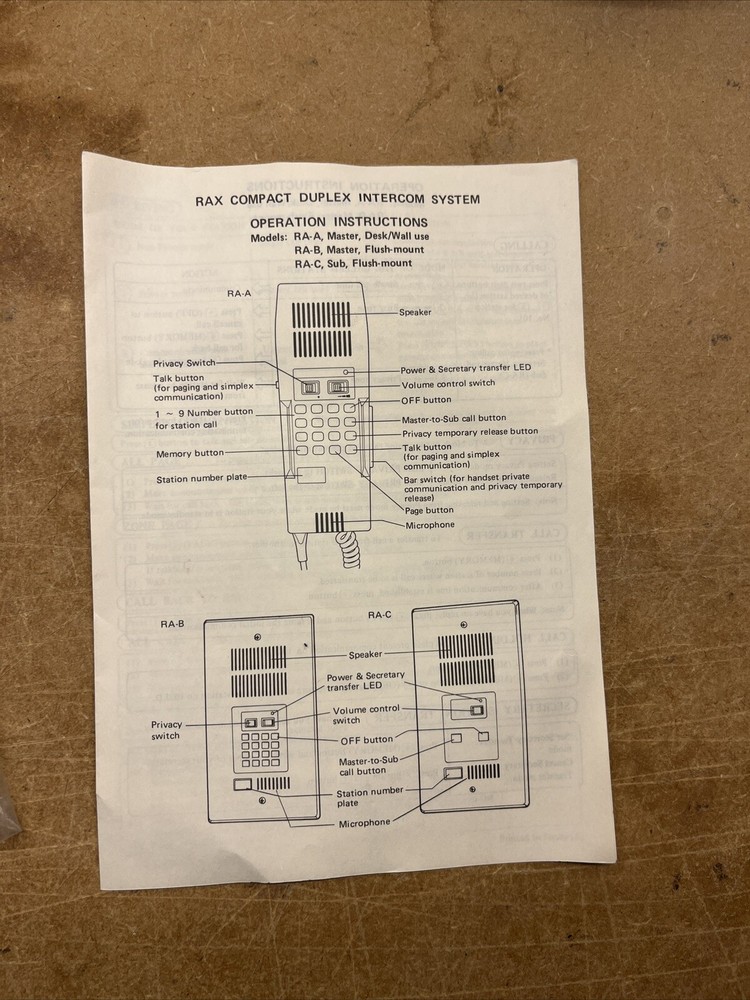 RAX COMPACT DUPLEX INTERCOM SYSTEM
OPERATION INSTRUCTIONS
Models: RA-A, Master, Desk/Wall use
RA-B, Master, Flush-mount
RA-C, Sub, Flush-mount
RA-A
Speaker
Privacy Switch
Talk button
(for paging and simplex
communication)
1 ~ 9 Number button
for station call
Memory button
Station number plate
Power & Secretary transfer LED
Volume control switch
OFF button
Master-to-Sub call button
Privacy temporary release button
Talk button
(for paging and simplex
communication)
Bar switch (for handset private
communication and privacy temporary
release)
Page button
Microphone
RA-B
RA-C
Speaker
Power & Secretary
transfer LED
Privacy
switch
Volume control
switch
OFF button
Master-to-Sub
call button
Station number
plate
Microphone